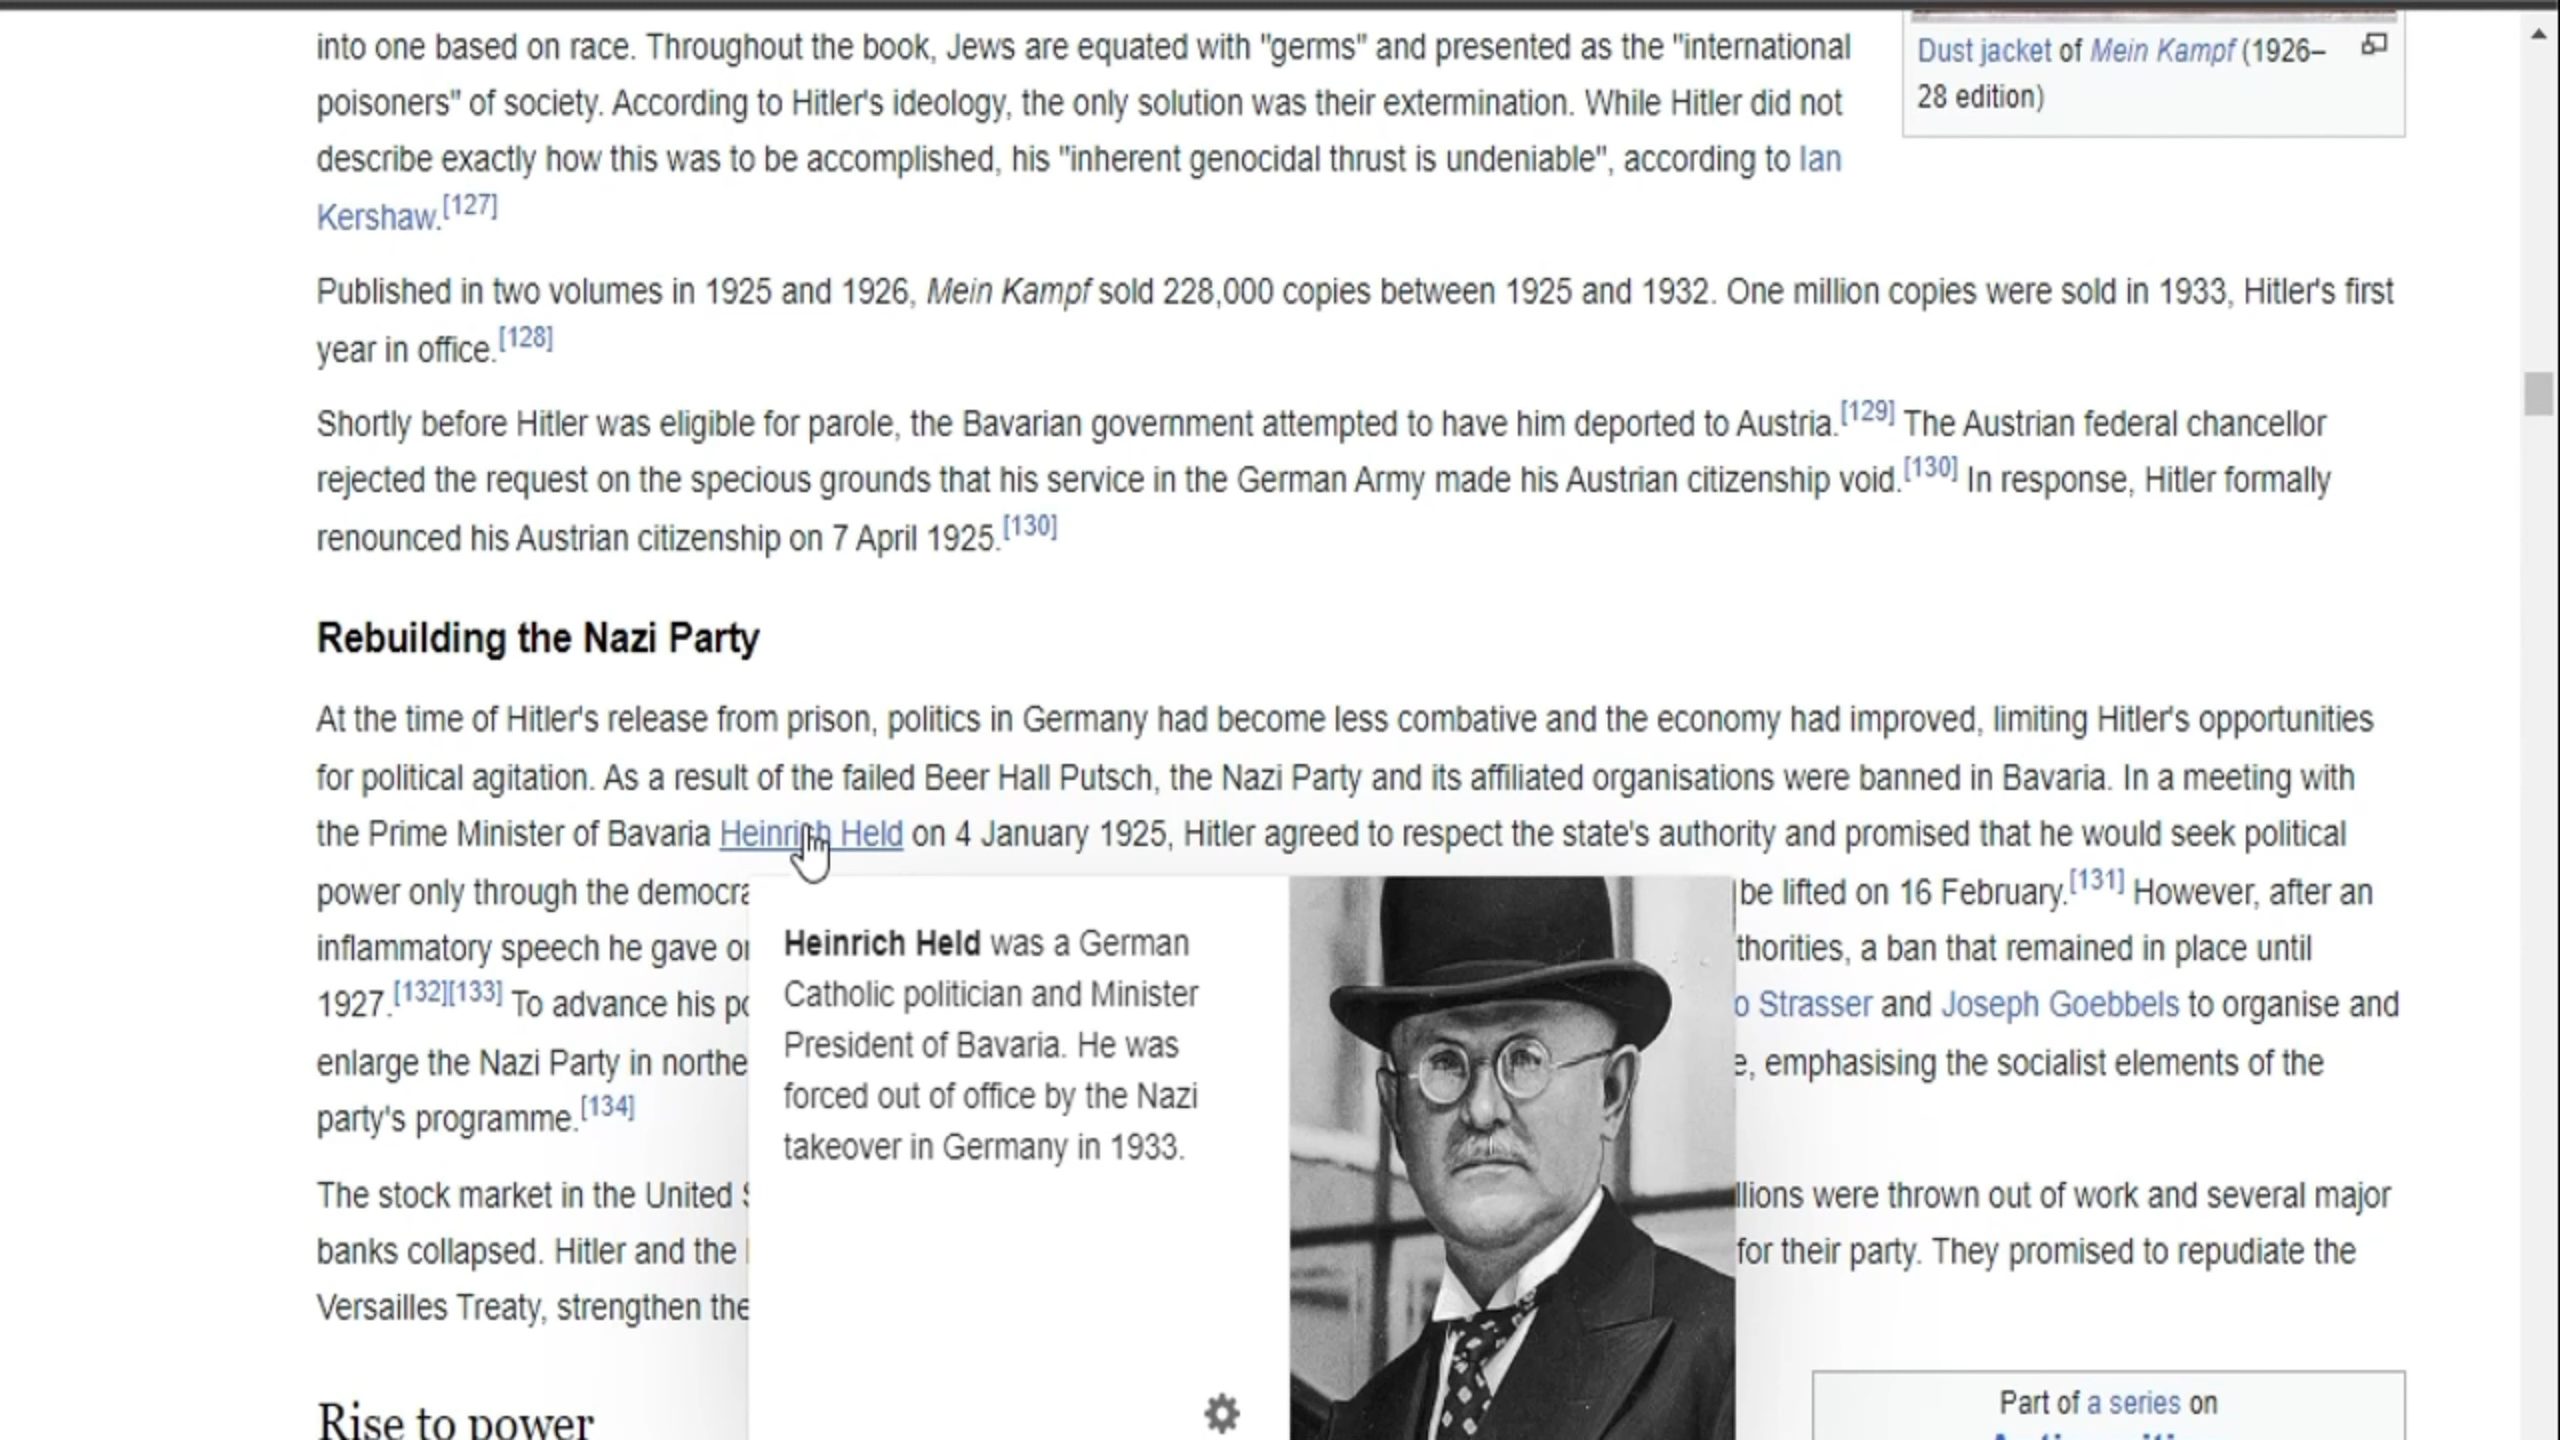 into one based on race. Throughout the book, Jews are equated with "germs" and presented as the "international
poisoners" of society. According to Hitler's ideology, the only solution was their extermination. While Hitler did not
describe exactly how this was to be accomplished, his "inherent genocidal thrust is undeniable", according to Ian
Kershaw.[127]
Dust jacket of Mein Kampf (1926–
28 edition)
Published in two volumes in 1925 and 1926, Mein Kampf sold 228,000 copies between 1925 and 1932. One million copies were sold in 1933, Hitler's first
year in office.[128]
Shortly before Hitler was eligible for parole, the Bavarian government attempted to have him deported to Austria.[129] The Austrian federal chancellor
rejected the request on the specious grounds that his service in the German Army made his Austrian citizenship void.[130] In response, Hitler formally
renounced his Austrian citizenship on 7 April 1925.[130]
Rebuilding the Nazi Party
At the time of Hitler's release from prison, politics in Germany had become less combative and the economy had improved, limiting Hitler's opportunities
for political agitation. As a result of the failed Beer Hall Putsch, the Nazi Party and its affiliated organisations were banned in Bavaria. In a meeting with
the Prime Minister of Bavaria Heinrich Held on 4 January 1925, Hitler agreed to respect the state's authority and promised that he would seek political
power only through the democra be lifted on 16 February.[131] However, after an
inflammatory speech he gave or thorities, a ban that remained in place until
1927.[132][133] To advance his po o Strasser and Joseph Goebbels to organise and
enlarge the Nazi Party in northe e, emphasising the socialist elements of the
party's programme.[134]
The stock market in the United llions were thrown out of work and several major
banks collapsed. Hitler and the for their party. They promised to repudiate the
Versailles Treaty, strengthen the
Heinrich Held was a German
Catholic politician and Minister
President of Bavaria. He was
forced out of office by the Nazi
takeover in Germany in 1933.
Rise to power
Part of a series on